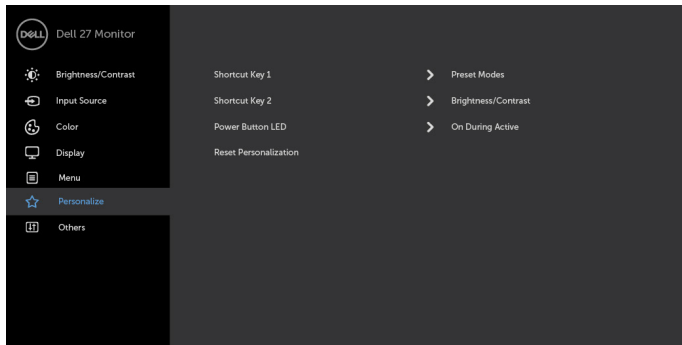 DELL Dell 27 Monitor
Brightness/Contrast
Input Source
Color
Display
Menu
Personalize
Others
Shortcut Key 1 Preset Modes
Shortcut Key 2 Brightness/Contrast
Power Button LED On During Active
Reset Personalization